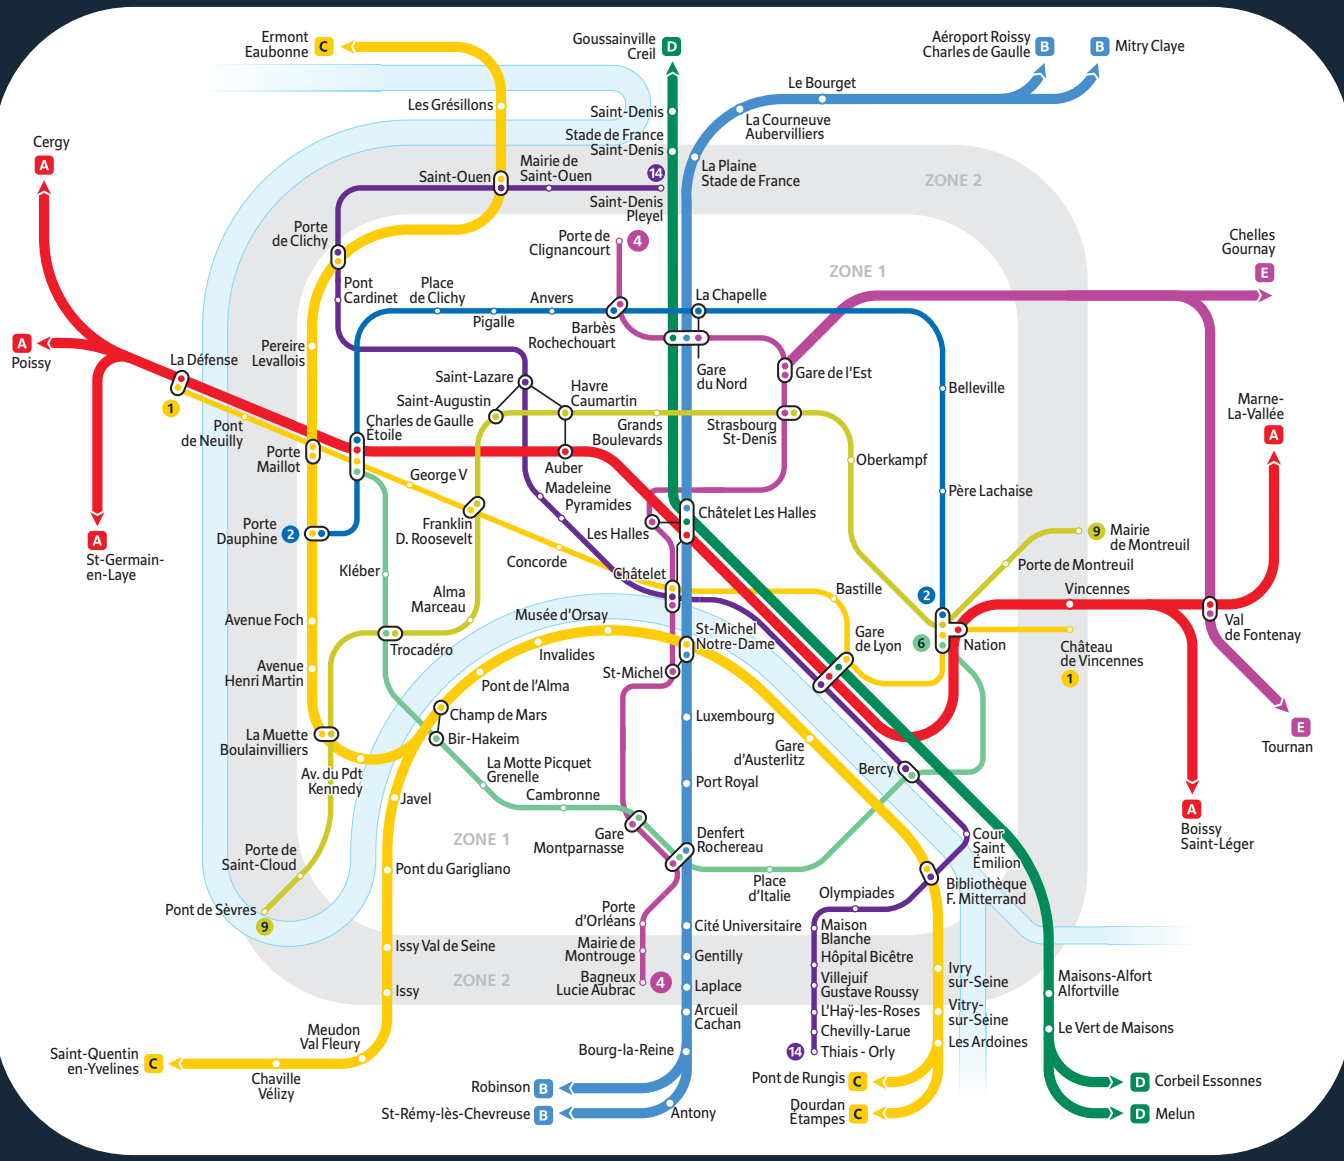 Ermont
Eaubonne
C
Goussainville
Creil
D
Aéroport Roissy
Charles de Gaulle
B
B
Mitry Claye
Le Bourget
La Courneuve
Aubervilliers
Les Grésillons
Saint-Denis
Stade de France
Saint-Denis
La Plaine
Stade de France
Cergy
A
Saint-Ouen
Mairie de
Saint-Ouen
14
Saint-Denis
Pleyel
ZONE 2
Porte
de Clichy
Porte de
Clignancourt
4
Chelles
Gournay
E
ZONE 1
Pont
Cardinet
Place
de Clichy
Pigalle
Anvers
Barbès
Rochechouart
La Chapelle
A
Poissy
La Défense
1
Pereire
Levallois
Saint-Lazare
Gare
du Nord
Gare de l'Est
Belleville
Saint-Augustin
Havre
Caumartin
Pont
de Neuilly
Charles de Gaulle
Étoile
Grands
Boulevards
Strasbourg
St-Denis
Marne-
La-Vallée
A
Porte
Maillot
George V
Auber
Oberkampf
Madeleine
Pyramides
Père Lachaise
Porte
Dauphine
2
Franklin
D. Roosevelt
Les Halles
Châtelet Les Halles
A
St-Germain-
en-Laye
Concorde
Kléber
Châtelet
9
Mairie
de Montreuil
Porte de Montreuil
Alma
Marceau
Bastille
2
Vincennes
Avenue Foch
Musée d'Orsay
St-Michel
Notre-Dame
Gare
de Lyon
6
Nation
Val
de Fontenay
Trocadéro
Invalides
Château
de Vincennes
1
Avenue
Henri Martin
Pont de l'Alma
St-Michel
La Muette
Boulainvilliers
Champ de Mars
Bir-Hakeim
Luxembourg
Gare
d'Austerlitz
E
Tournan
Av. du Pdt
Kennedy
La Motte Picquet
Grenelle
Cambronne
Port Royal
Bercy
Javel
A
Boissy
Saint-Léger
ZONE 1
Gare
Montparnasse
Denfert
Rochereau
Cour
Saint
Émilion
Porte de
Saint-Cloud
Pont du Garigliano
Place
d'Italie
Olympiades
Bibliothèque
F. Mitterrand
Pont de Sèvres
9
Porte
d'Orléans
Cité Universitaire
Maison
Blanche
Issy Val de Seine
Mairie de
Montrouge
Gentilly
Hôpital Bicêtre
ZONE 2
Bagneux
Lucie Aubrac
4
Laplace
Villejuif
Gustave Roussy
Ivry
sur-Seine
Maisons-Alfort
Alfortville
Issy
Arcueil
Cachan
L'Haÿ-les-Roses
Vitry-
sur-Seine
Chevilly-Larue
Le Vert de Maisons
Meudon
Val Fleury
Bourg-la-Reine
14
Thiais - Orly
Les Ardoines
Saint-Quentin
en-Yvelines
C
Chaville
Vélizy
Robinson
B
Pont de Rungis
C
D
Corbeil Essonnes
St-Rémy-lès-Chevreuse
B
Antony
Dourdan
Étampes
C
D
Melun